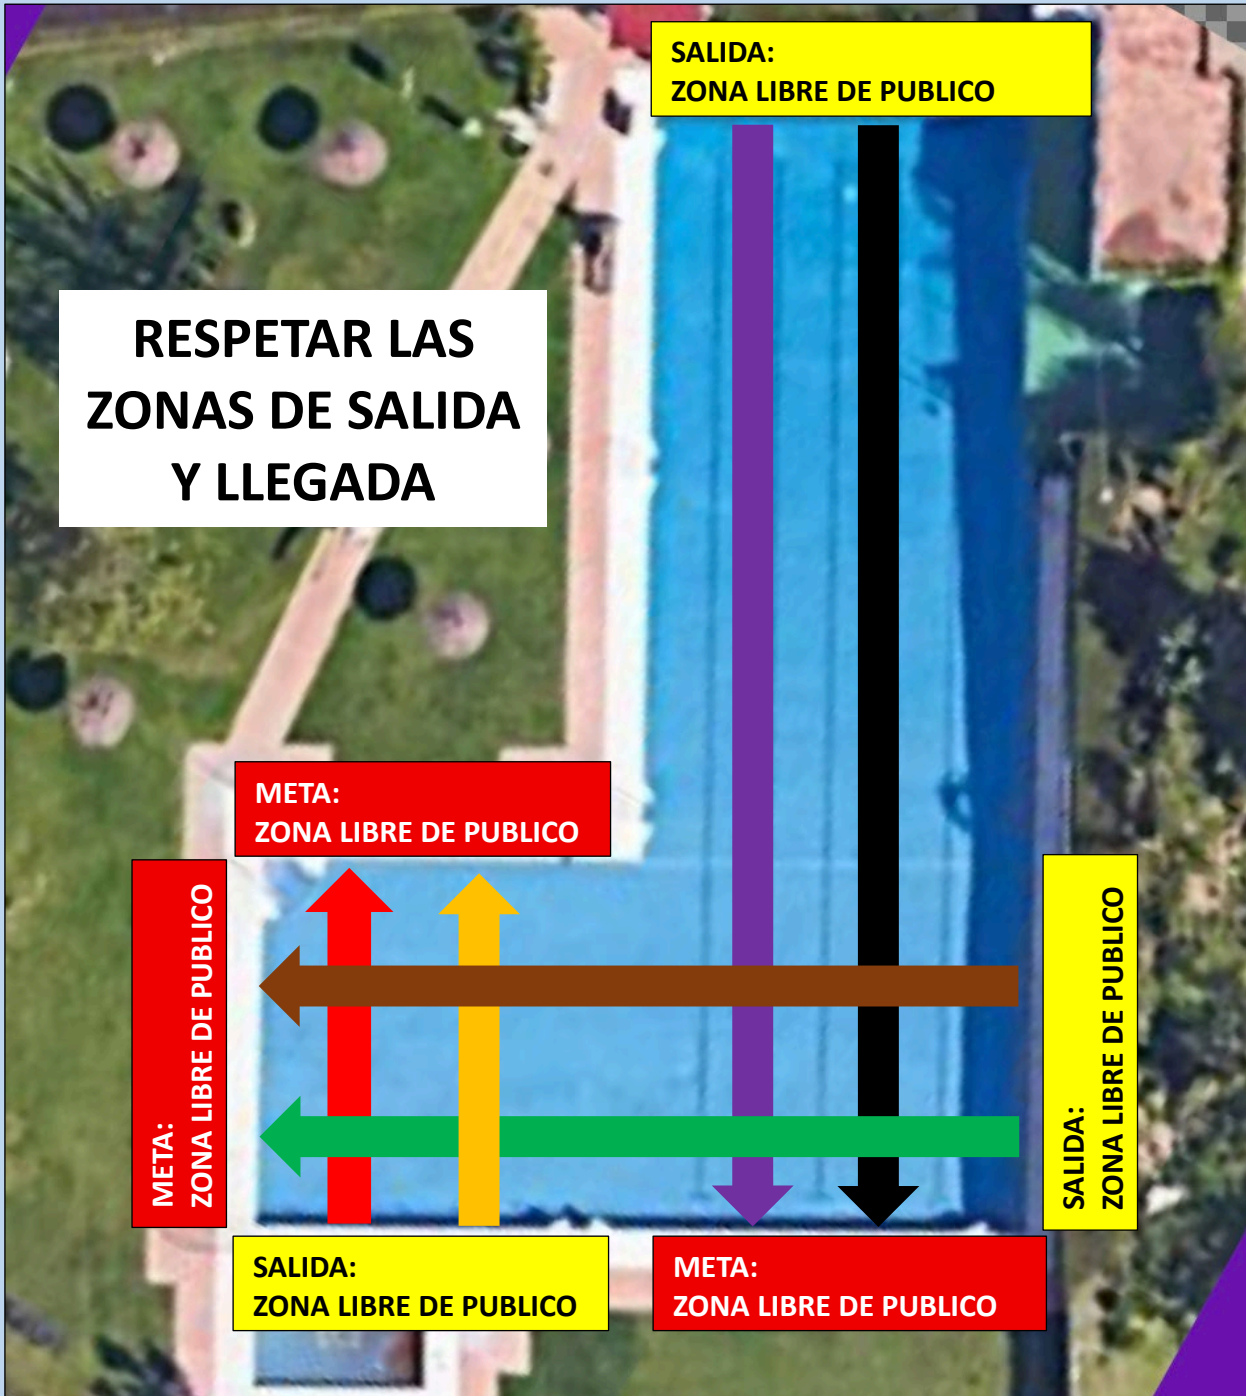 SALIDA:
ZONA LIBRE DE PUBLICO
RESPETAR LAS
ZONAS DE SALIDA
Y LLEGADA
META:
ZONA LIBRE DE PUBLICO
META:
ZONA LIBRE DE PUBLICO
SALIDA:
ZONA LIBRE DE PUBLICO
SALIDA:
ZONA LIBRE DE PUBLICO
META:
ZONA LIBRE DE PUBLICO